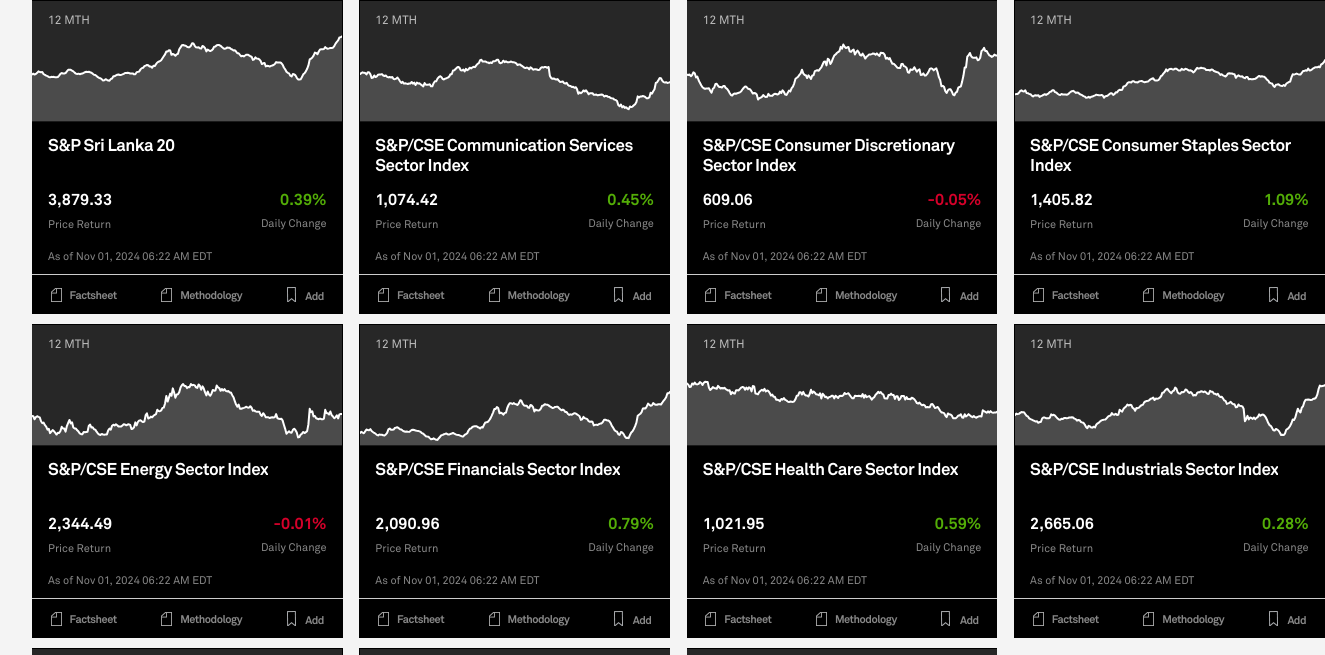 12 MTH
S&P Sri Lanka 20
3,879.33 0.39%
Price Return Daily Change
As of Nov 01, 2024 06:22 AM EDT
Factsheet Methodology Add
12 MTH
S&P/CSE Communication Services
Sector Index
1,074.42 0.45%
Price Return Daily Change
As of Nov 01, 2024 06:22 AM EDT
Factsheet Methodology Add
12 MTH
S&P/CSE Consumer Discretionary
Sector Index
609.06 -0.05%
Price Return Daily Change
As of Nov 01, 2024 06:22 AM EDT
Factsheet Methodology Add
12 MTH
S&P/CSE Consumer Staples Sector
Index
1,405.82 1.09%
Price Return Daily Change
As of Nov 01, 2024 06:22 AM EDT
Factsheet Methodology Add
12 MTH
S&P/CSE Energy Sector Index
2,344.49 -0.01%
Price Return Daily Change
As of Nov 01, 2024 06:22 AM EDT
Factsheet Methodology Add
12 MTH
S&P/CSE Financials Sector Index
2,090.96 0.79%
Price Return Daily Change
As of Nov 01, 2024 06:22 AM EDT
Factsheet Methodology Add
12 MTH
S&P/CSE Health Care Sector Index
1,021.95 0.59%
Price Return Daily Change
As of Nov 01, 2024 06:22 AM EDT
Factsheet Methodology Add
12 MTH
S&P/CSE Industrials Sector Index
2,665.06 0.28%
Price Return Daily Change
As of Nov 01, 2024 06:22 AM EDT
Factsheet Methodology Add